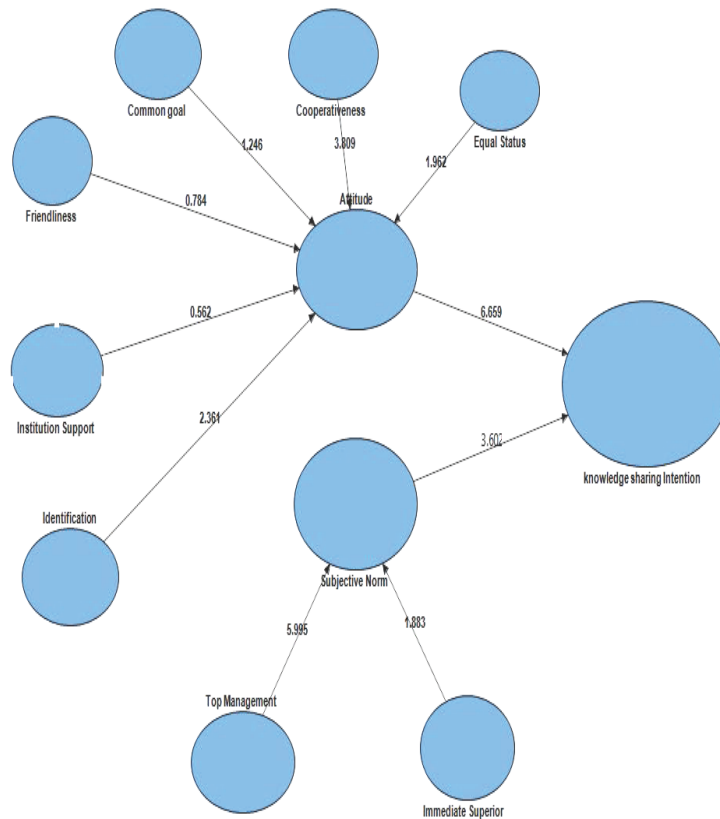 Common goal
Cooperativeness
Equal Status
1.246
3.809
1.962
Friendliness
0.784
Attitude
Institution Support
0.562
6.659
2.361
3.602
knowledge sharing Intention
Identification
Subjective Norm
5.995
1.883
Top Management
Immediate Superior